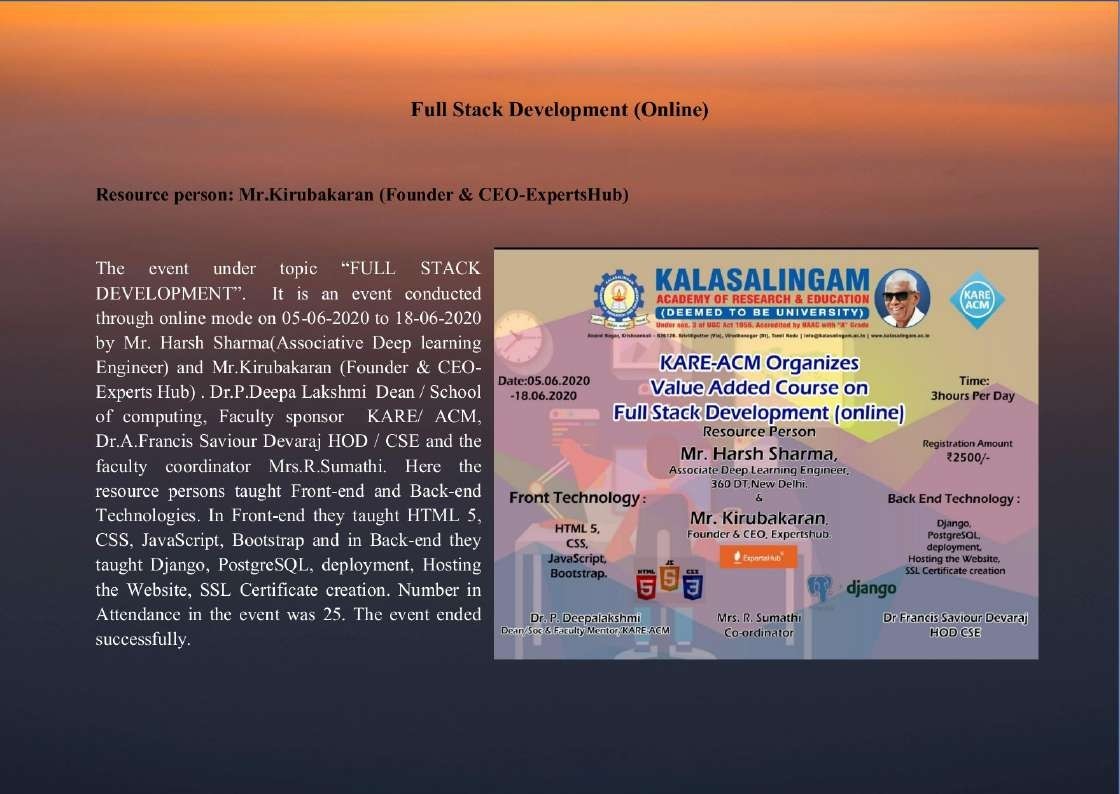 Full Stack Development (Online)
Resource person: Mr.Kirubakaran (Founder & CEO-ExpertsHub)
The event under topic “FULL STACK
DEVELOPMENT”. It is an event conducted
through online mode on 05-06-2020 to 18-06-2020
by Mr. Harsh Sharma(Associative Deep learning
Engineer) and Mr.Kirubakaran (Founder & CEO-
Experts Hub) . Dr.P.Deepa Lakshmi Dean / School
of computing, Faculty sponsor KARE/ ACM,
Dr.A.Francis Saviour Devaraj HOD / CSE and the
faculty coordinator Mrs.R.Sumathi. Here the
resource persons taught Front-end and Back-end
Technologies. In Front-end they taught HTML 5,
CSS, JavaScript, Bootstrap and in Back-end they
taught Django, PostgreSQL, deployment, Hosting
the Website, SSL Certificate creation. Number in
Attendance in the event was 25. The event ended
successfully.
KALASALINGAM
ACADEMY OF RESEARCH & EDUCATION
(DEEMED TO BE UNIVERSITY)
Under sec. 3 of UGC Act 1956. Accredited by NAAC with "A" Grade
Anand Nagar, Krishnankoil - 626126. Srivilliputtur (Via), Virudhunagar (Dt), Tamil Nadu | info@kalasalingam.ac.in | www.kalasalingam.ac.in
KARE
ACM
KARE-ACM Organizes
Value Added Course on
Full Stack Development (online)
Date:05.06.2020
-18.06.2020
Time:
3hours Per Day
Resource Person
Mr. Harsh Sharma,
Associate Deep Learning Engineer,
360 DT,New Delhi.
&
Mr. Kirubakaran,
Founder & CEO, Expertshub.
ExpertsHub
Registration Amount
₹2500/-
Front Technology :
HTML 5,
CSS,
JavaScript,
Bootstrap.
HTML
5
JS
5
CSS
3
Back End Technology :
Django,
PostgreSQL,
deployment,
Hosting the Website,
SSL Certificate creation
django
Dr. P. Deepalakshmi
Dean/Soc & Faculty Mentor,KARE-ACM
Mrs. R. Sumathi
Co-ordinator
Dr Francis Saviour Devaraj
HOD CSE